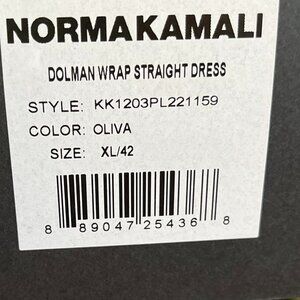 NORMAKAMALI
DOLMAN WRAP STRAIGHT DRESS
STYLE: KK1203PL221159
COLOR: OLIVA
SIZE: XL/42
8 89047 25436 8